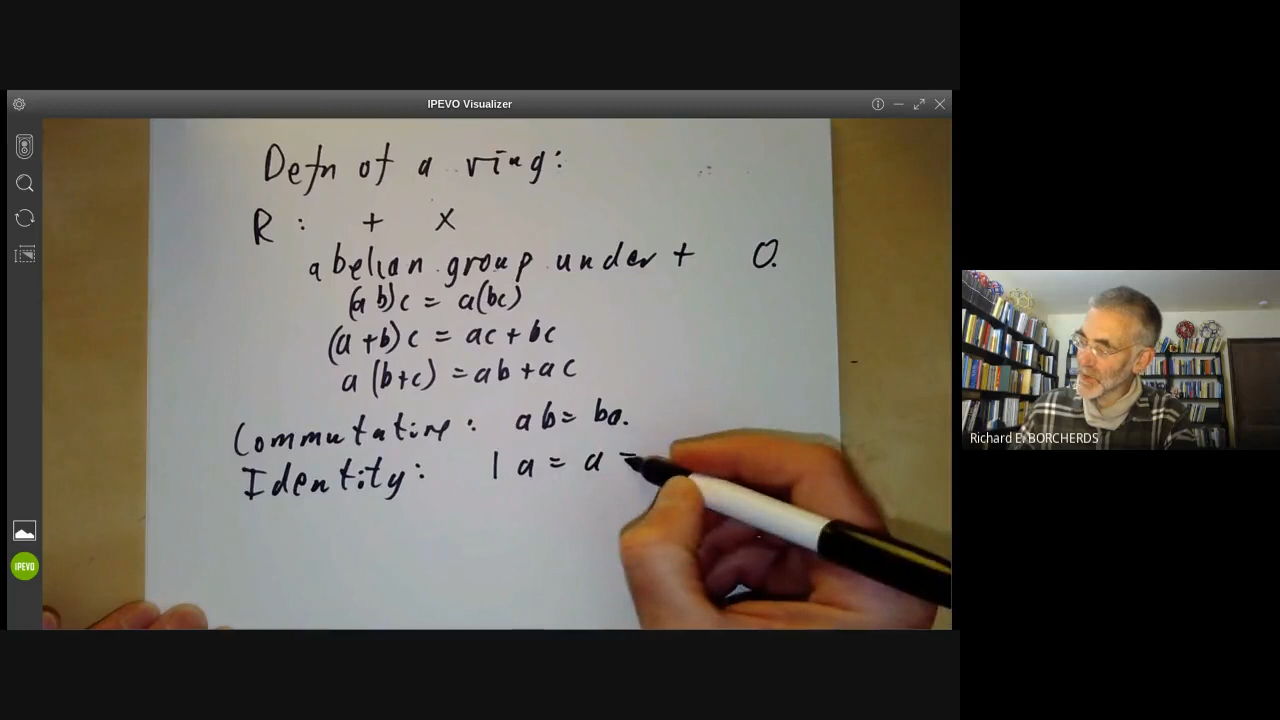 IPEVO Visualizer
Defn of a ring:
R : + ×
abelian group under + 0.
(ab)c = a(bc)
(a+b)c = ac+bc
a(b+c) = ab+ac
Commutative: ab = ba.
Identity: 1a = a =
IPEVO
Richard E. BORCHERDS